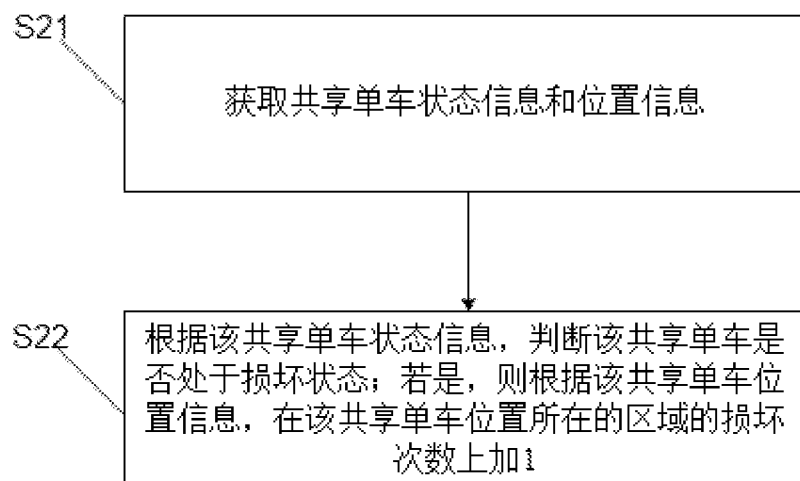 S21
获取共享单车状态信息和位置信息
S22
根据该共享单车状态信息，判断该共享单车是
否处于损坏状态；若是，则根据该共享单车位
置信息，在该共享单车位置所在的区域的损坏
次数上加1